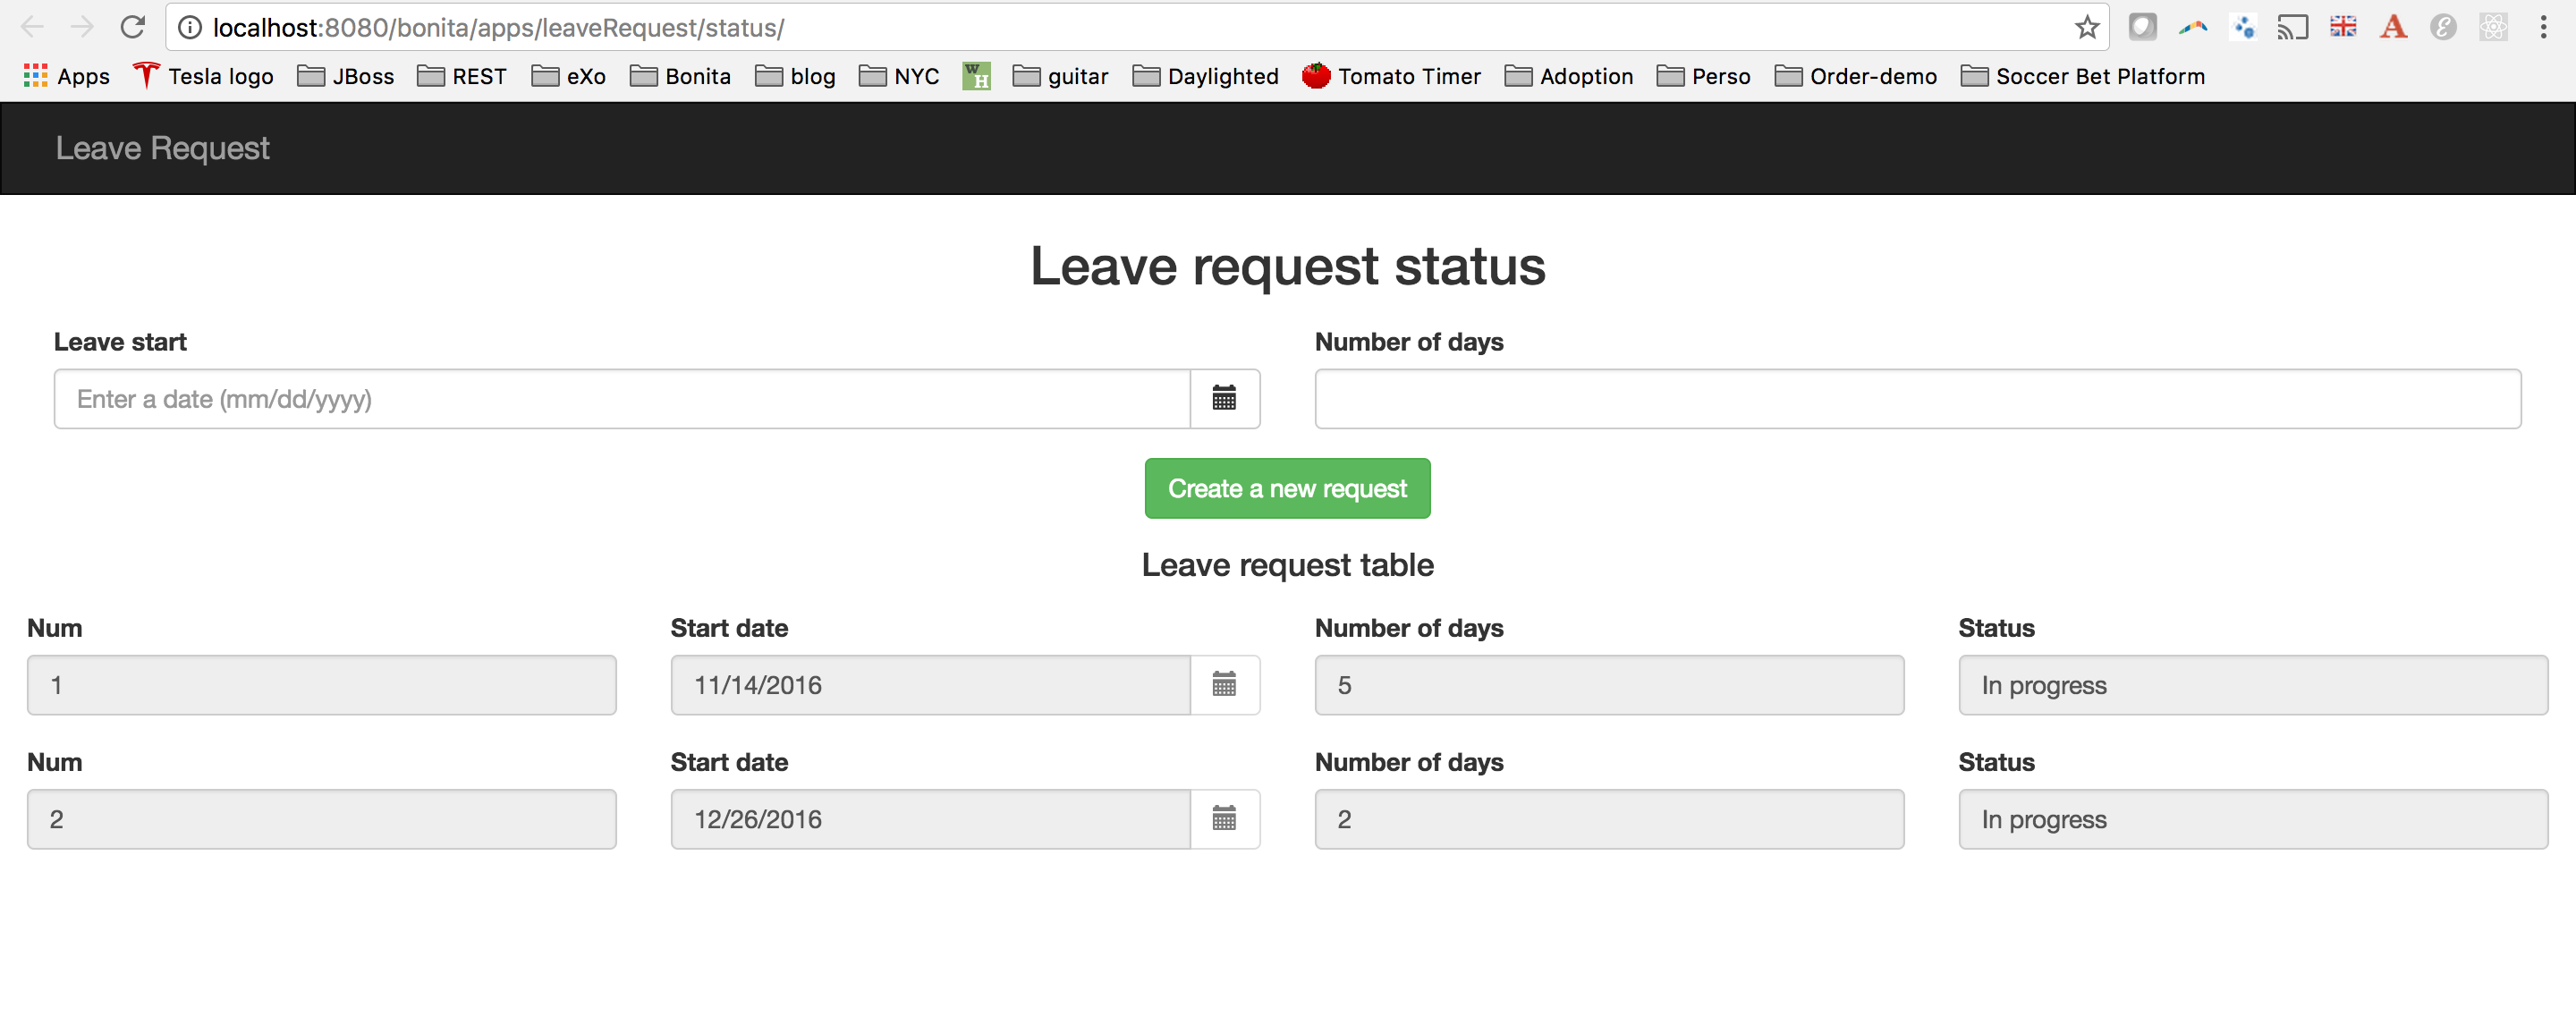 localhost:8080/bonita/apps/leaveRequest/status/
Apps Tesla logo JBoss REST eXo Bonita blog NYC WH guitar Daylighted Tomato Timer Adoption Perso Order-demo Soccer Bet Platform
Leave Request
Leave request status
Leave start Number of days
Enter a date (mm/dd/yyyy)
Create a new request
Leave request table
Num Start date Number of days Status
1 11/14/2016 5 In progress
Num Start date Number of days Status
2 12/26/2016 2 In progress